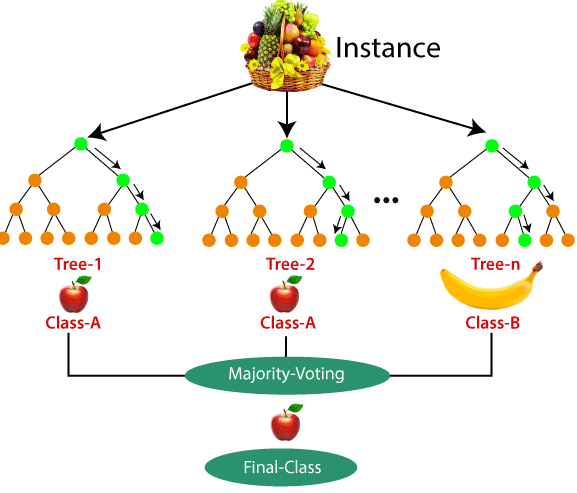 Instance
Tree-1
Tree-2
Tree-n
Class-A
Class-A
Class-B
Majority-Voting
Final-Class